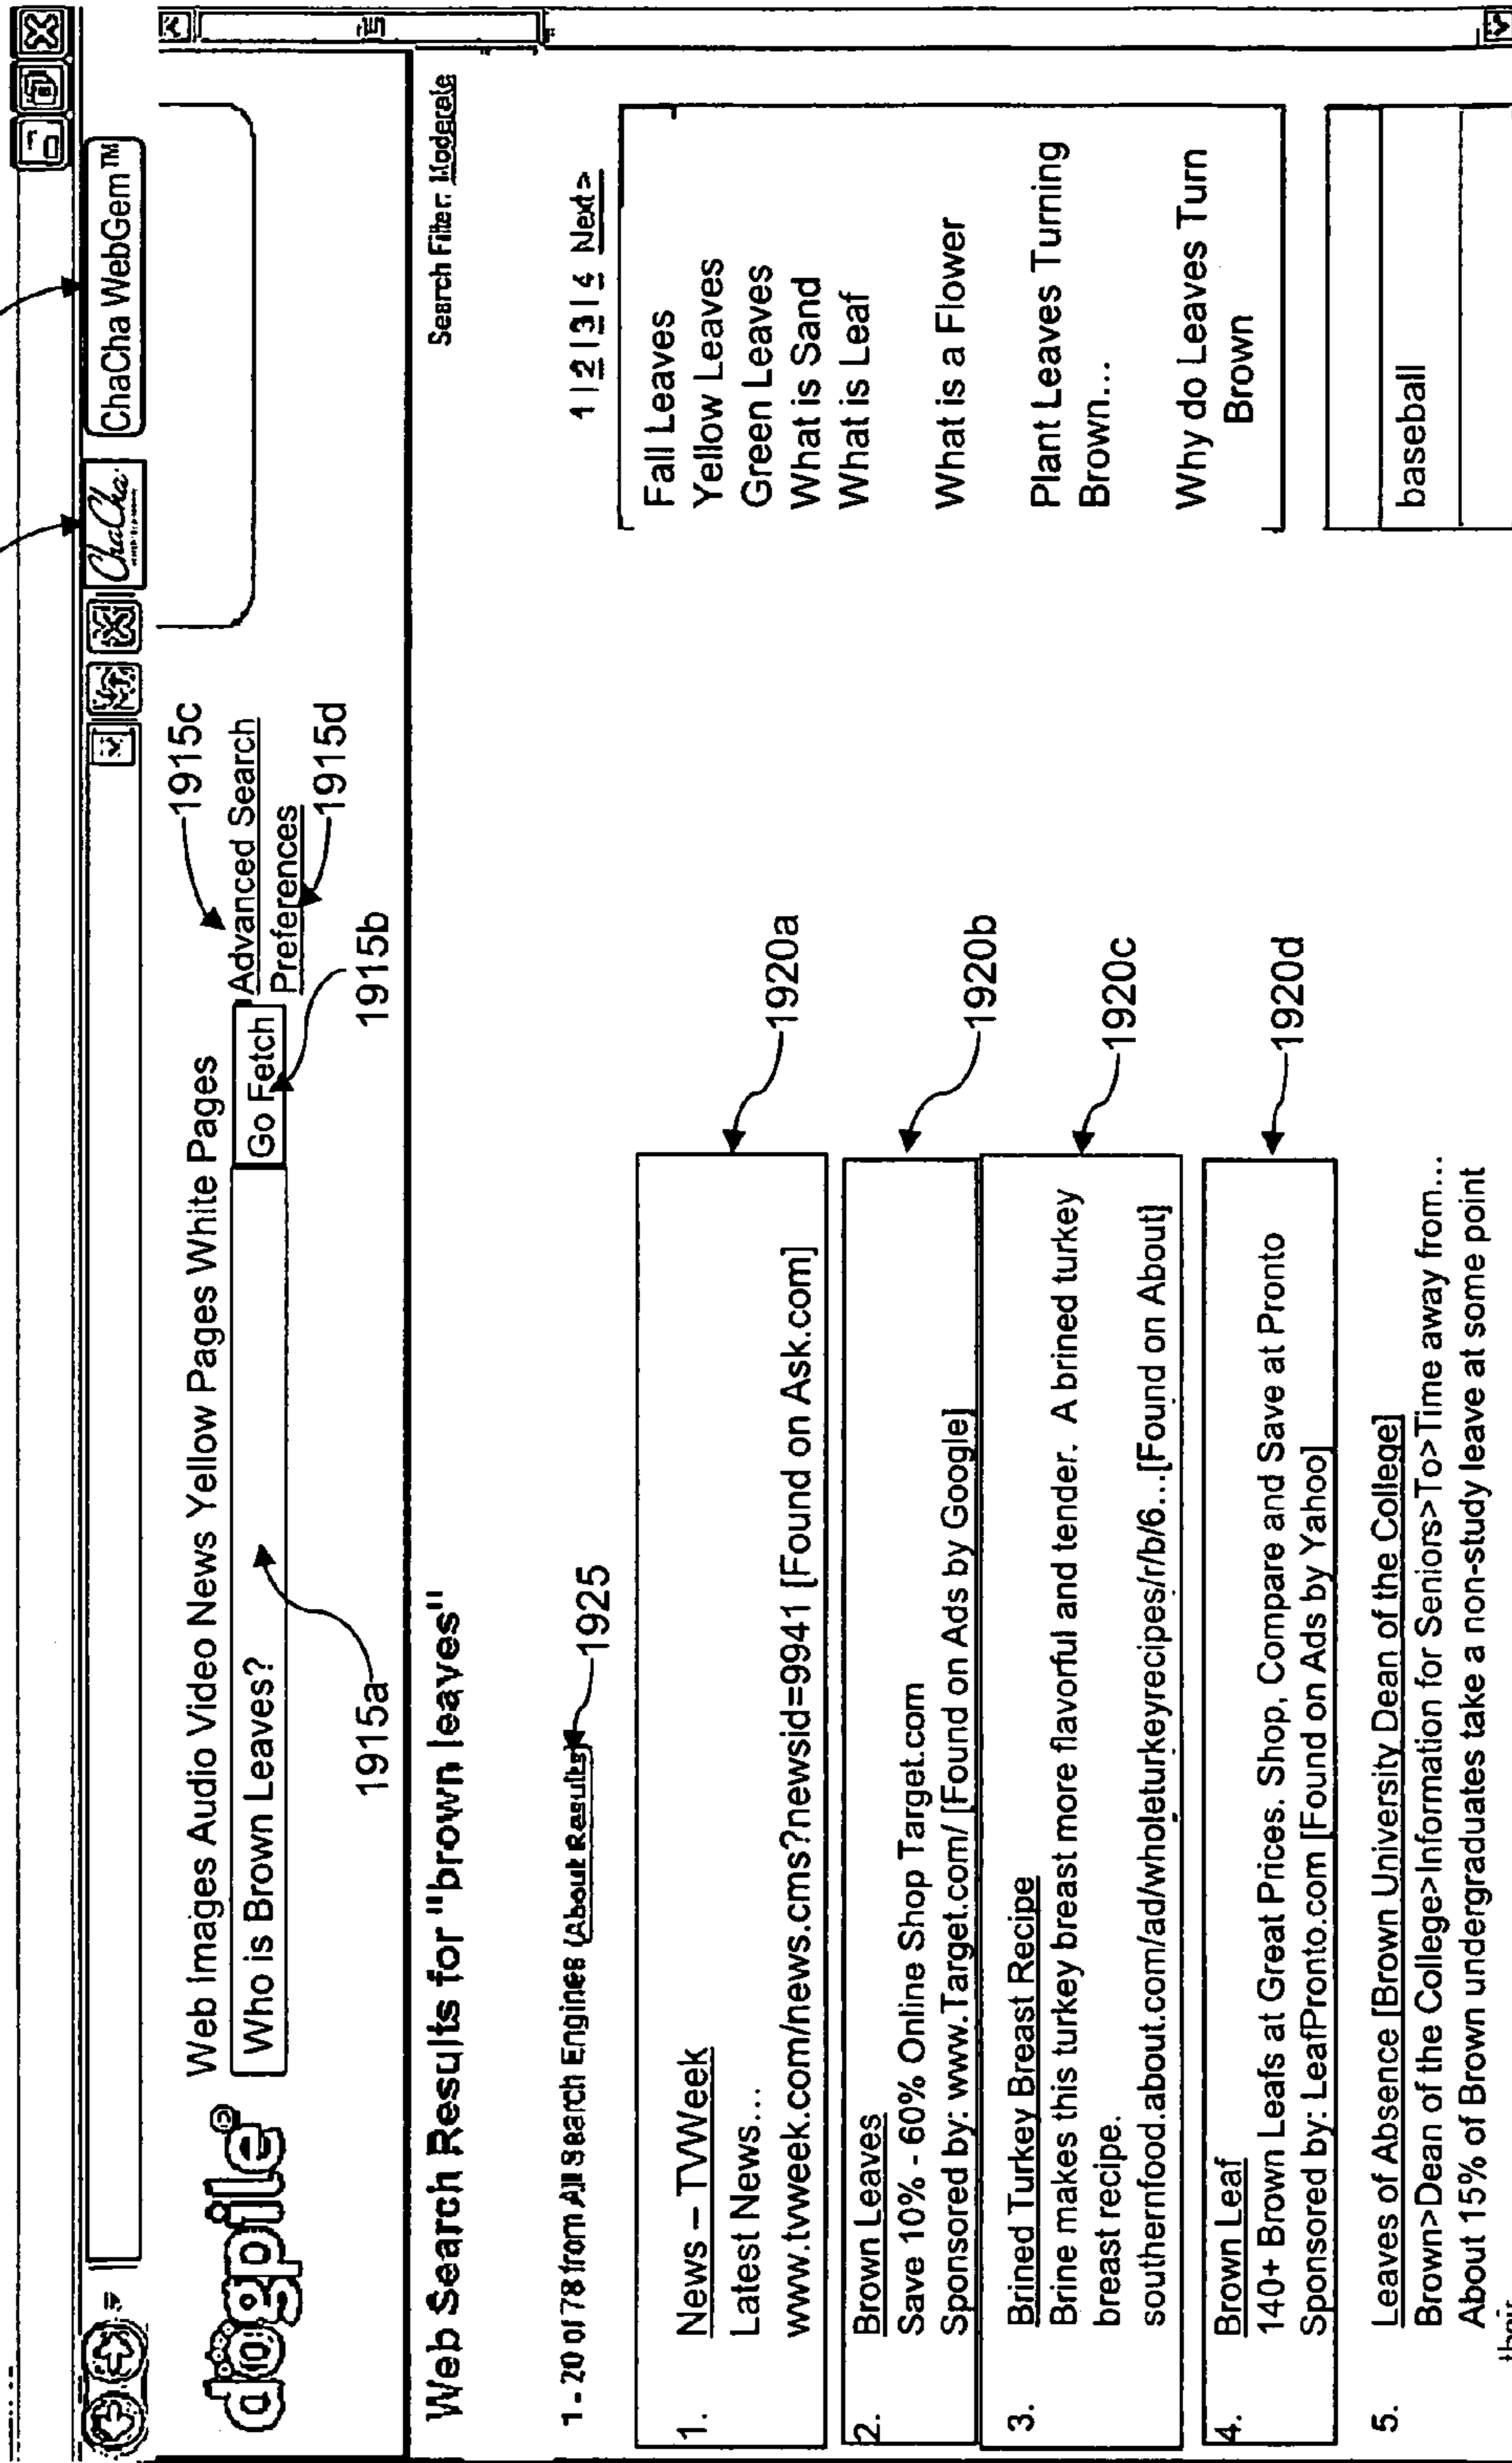 ChaCha
ChaCha WebGem™
dogpile®
Web Images Audio Video News Yellow Pages White Pages
Who is Brown Leaves?
Go Fetch
Advanced Search
Preferences
1915a
1915b
1915c
1915d
Web Search Results for "brown leaves"
Search Filter: Moderate
1 - 20 of 78 from All Search Engines (About Results)
1925
1 | 2 | 3 | 4 Next >
1. News – TVWeek
Latest News...
www.tvweek.com/news.cms?newsid=9941 [Found on Ask.com]
1920a
2. Brown Leaves
Save 10% - 60% Online Shop Target.com
Sponsored by: www.Target.com/ [Found on Ads by Google]
1920b
3. Brined Turkey Breast Recipe
Brine makes this turkey breast more flavorful and tender. A brined turkey
breast recipe.
southernfood.about.com/ad/wholeturkeyrecipes/r/b/6...[Found on About]
1920c
4. Brown Leaf
140+ Brown Leafs at Great Prices. Shop, Compare and Save at Pronto
Sponsored by: LeafPronto.com [Found on Ads by Yahoo]
1920d
5. Leaves of Absence [Brown University Dean of the College]
Brown>Dean of the College>Information for Seniors>To>Time away from...
About 15% of Brown undergraduates take a non-study leave at some point
their
Fall Leaves
Yellow Leaves
Green Leaves
What is Sand
What is Leaf
What is a Flower
Plant Leaves Turning
Brown...
Why do Leaves Turn
Brown
baseball